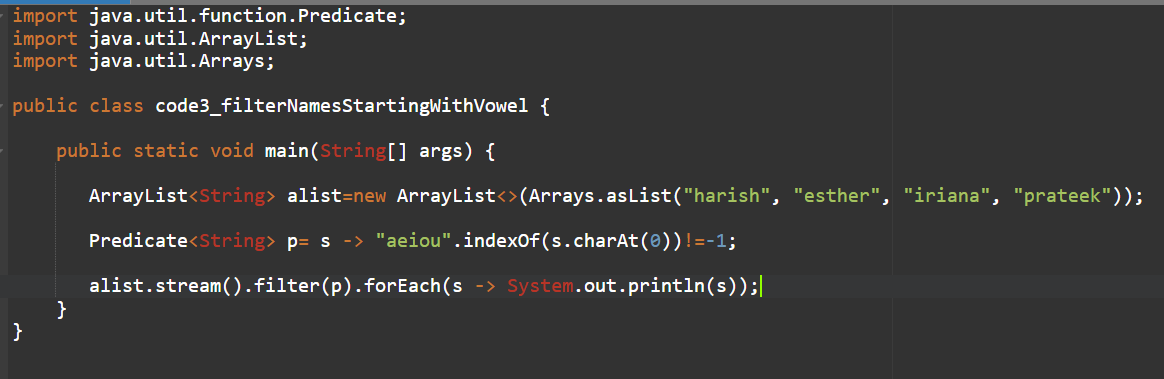 import java.util.function.Predicate;
import java.util.ArrayList;
import java.util.Arrays;
public class code3_filterNamesStartingWithVowel {
public static void main(String[] args) {
ArrayList<String> alist=new ArrayList<>(Arrays.asList("harish", "esther", "iriana", "prateek"));
Predicate<String> p= s -> "aeiou".indexOf(s.charAt(0))!=-1;
alist.stream().filter(p).forEach(s -> System.out.println(s));
}
}